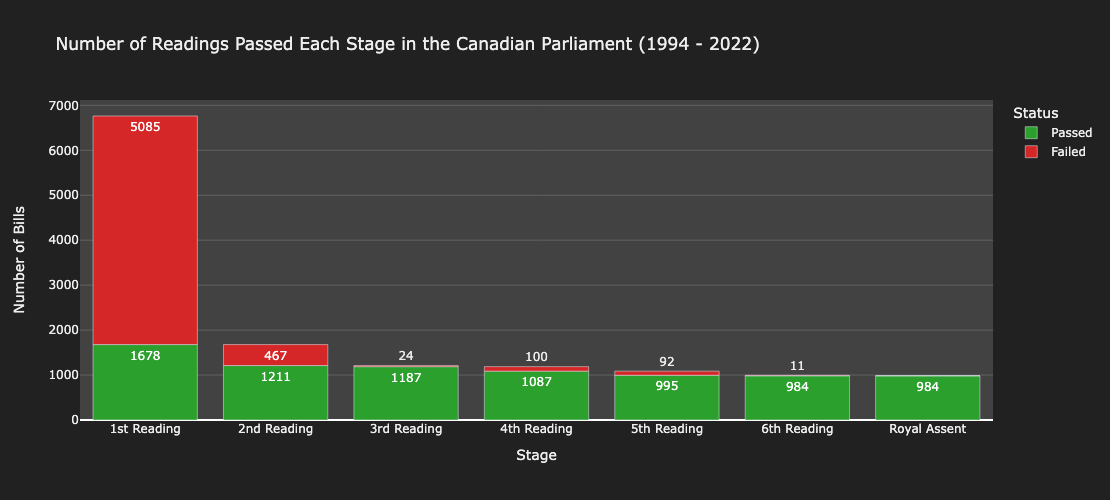 Number of Readings Passed Each Stage in the Canadian Parliament (1994 - 2022)
Number of Bills
7000
6000
5000
4000
3000
2000
1000
0
5085
1678
467
1211
24
1187
100
1087
92
995
11
984
984
1st Reading
2nd Reading
3rd Reading
4th Reading
5th Reading
6th Reading
Royal Assent
Stage
Status
Passed
Failed